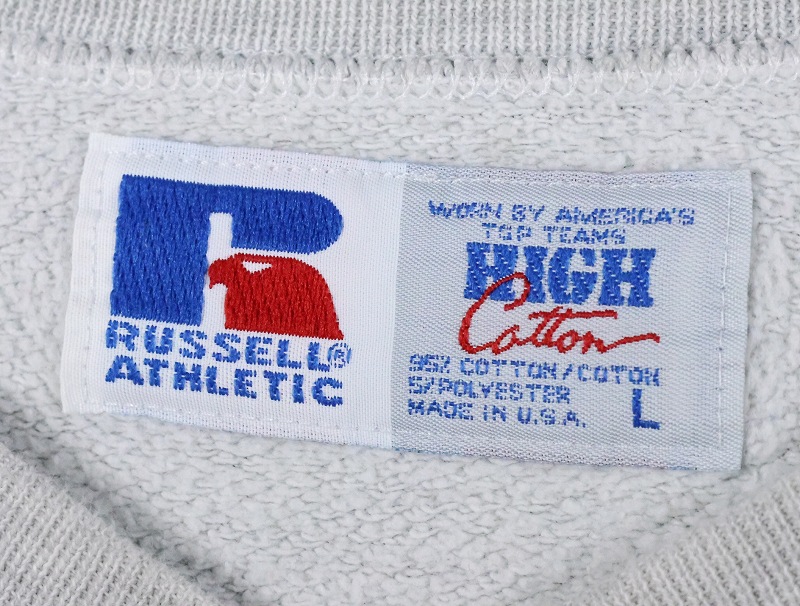 RUSSELL®
ATHLETIC
WORN BY AMERICA'S
TOP TEAMS
HIGH
Cotton
95% COTTON/COTON
5/POLYESTER
MADE IN U.S.A. L